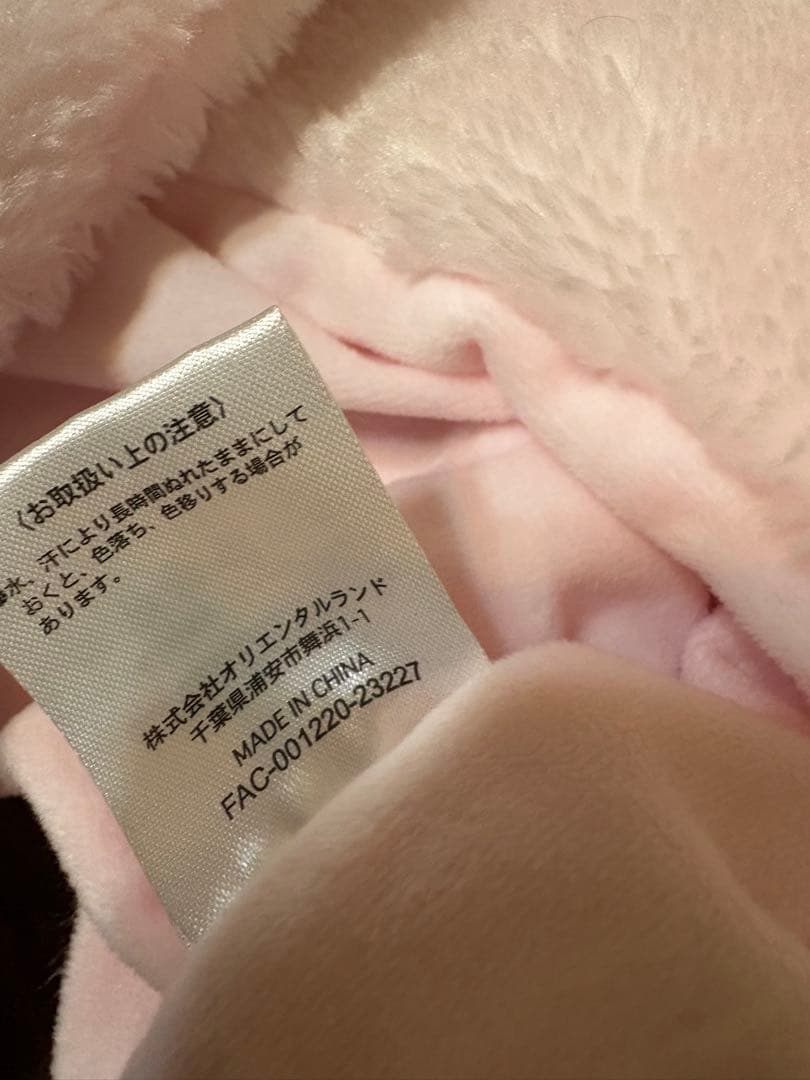 〈お取扱い上の注意〉
●水、汗により長時間ぬれたままにして
おくと、色落ち、色移りする場合が
あります。
株式会社オリエンタルランド
千葉県浦安市舞浜1-1
MADE IN CHINA
FAC-001220-23227